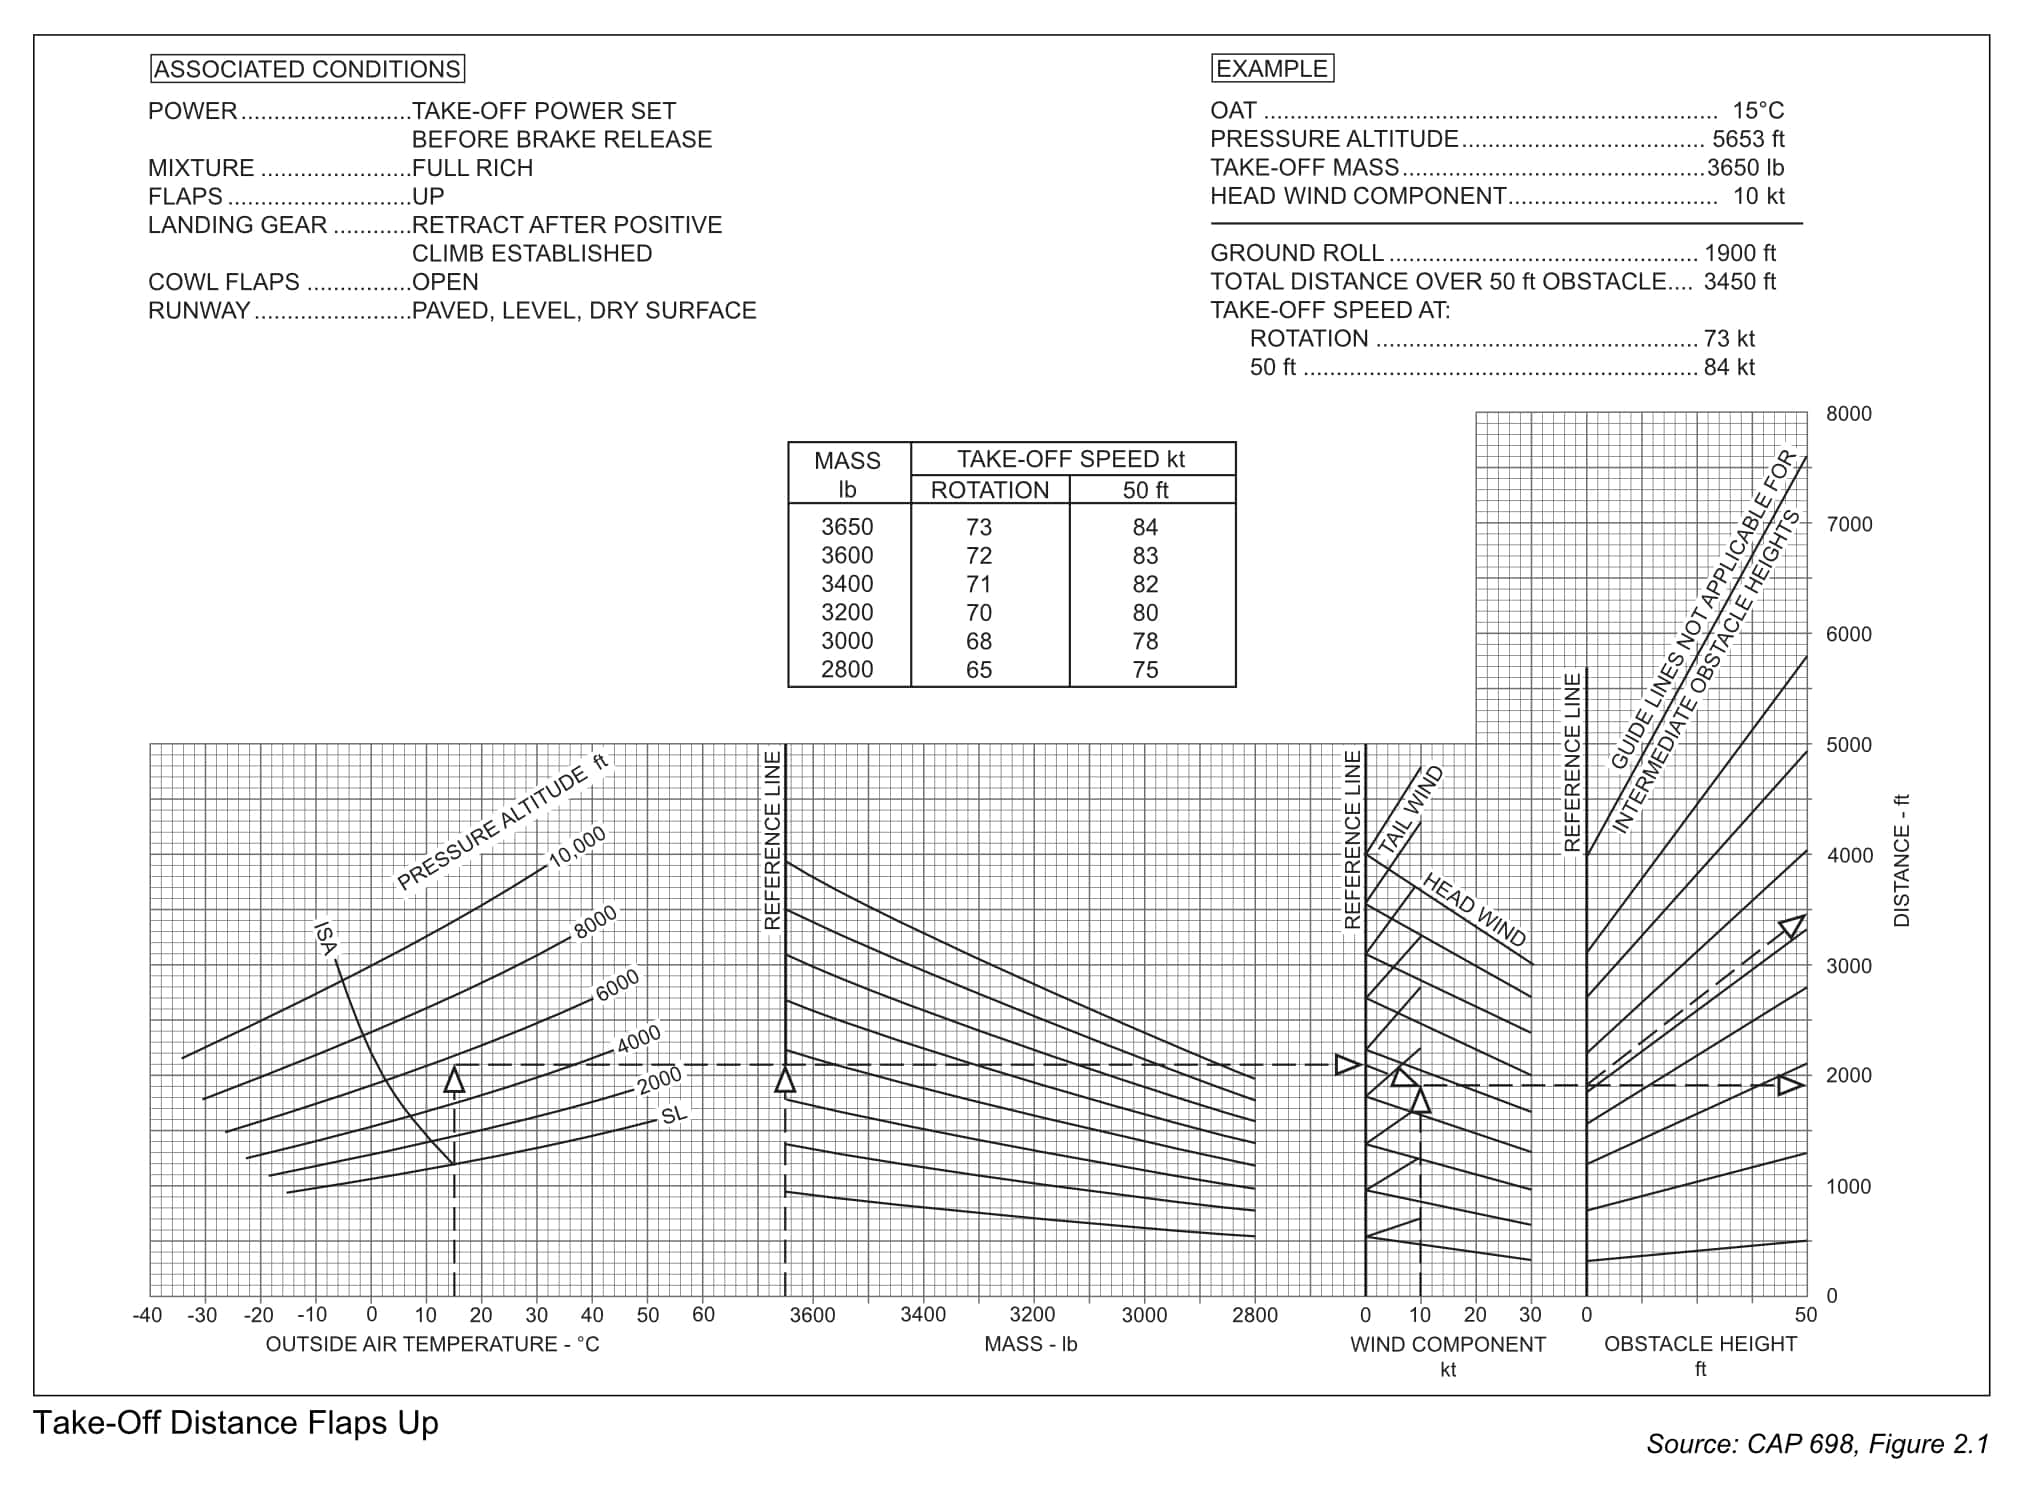 ASSOCIATED CONDITIONS
POWER..........................TAKE-OFF POWER SET
BEFORE BRAKE RELEASE
MIXTURE .......................FULL RICH
FLAPS ............................UP
LANDING GEAR ............RETRACT AFTER POSITIVE
CLIMB ESTABLISHED
COWL FLAPS ................OPEN
RUNWAY........................PAVED, LEVEL, DRY SURFACE
EXAMPLE
OAT ..................................................................... 15°C
PRESSURE ALTITUDE..................................... 5653 ft
TAKE-OFF MASS..............................................3650 lb
HEAD WIND COMPONENT................................ 10 kt
GROUND ROLL ............................................... 1900 ft
TOTAL DISTANCE OVER 50 ft OBSTACLE.... 3450 ft
TAKE-OFF SPEED AT:
ROTATION ................................................. 73 kt
50 ft ............................................................ 84 kt
MASS lb TAKE-OFF SPEED kt
ROTATION 50 ft
3650 73 84
3600 72 83
3400 71 82
3200 70 80
3000 68 78
2800 65 75
PRESSURE ALTITUDE ft
10,000
8000
6000
4000
2000
SL
ISA
REFERENCE LINE
REFERENCE LINE
TAIL WIND
HEAD WIND
REFERENCE LINE
GUIDE LINES NOT APPLICABLE FOR
INTERMEDIATE OBSTACLE HEIGHTS
8000
7000
6000
5000
4000
3000
2000
1000
0
DISTANCE - ft
-40 -30 -20 -10 0 10 20 30 40 50 60
OUTSIDE AIR TEMPERATURE - °C
3600 3400 3200 3000 2800
MASS - lb
0 10 20 30
WIND COMPONENT
kt
0 50
OBSTACLE HEIGHT
ft
Take-Off Distance Flaps Up
Source: CAP 698, Figure 2.1